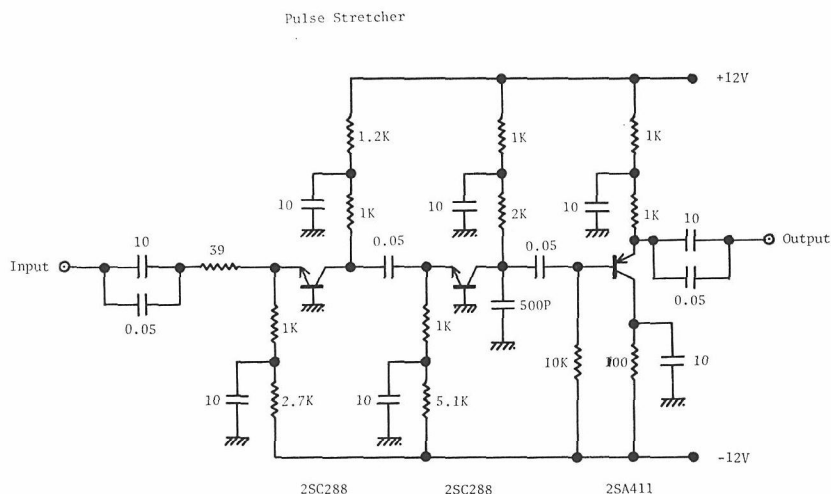 Pulse Stretcher
+12V
1.2K
1K
1K
10
10
10
1K
2K
1K
10
Output
0.05
10
39
0.05
0.05
Input
0.05
500P
1K
1K
10K
100
10
10
2.7K
10
5.1K
-12V
2SC288
2SC288
2SA411